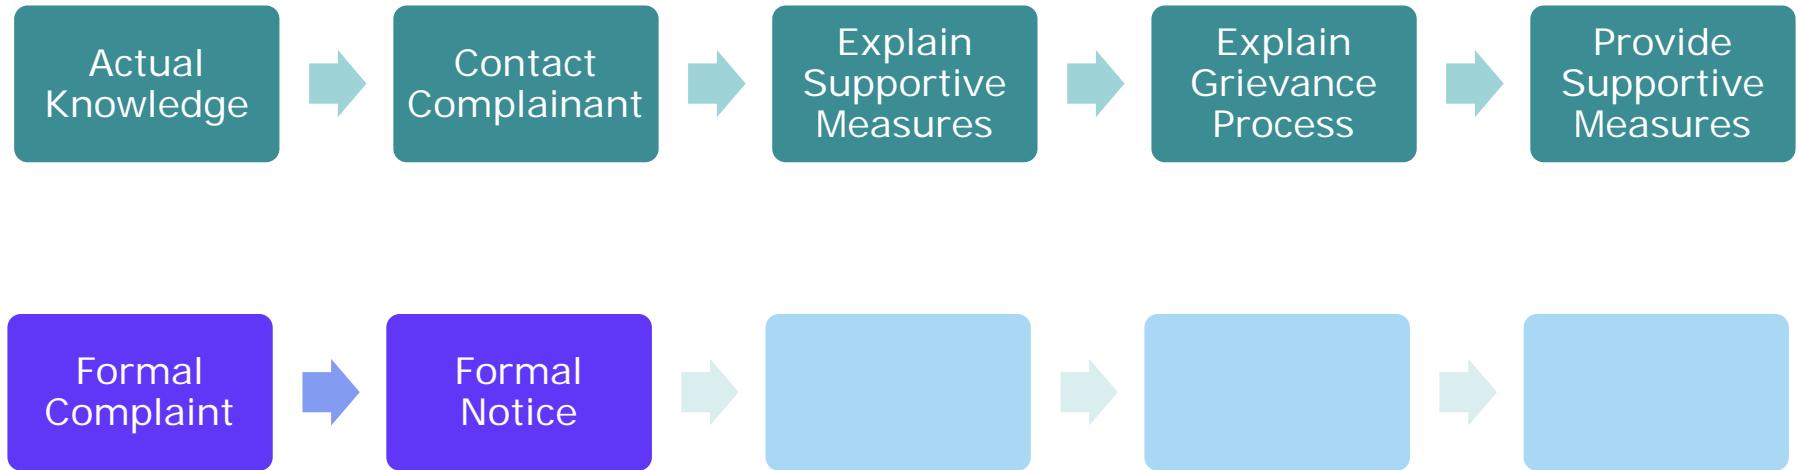 Actual
Knowledge
Contact
Complainant
Explain
Supportive
Measures
Explain
Grievance
Process
Provide
Supportive
Measures
Formal
Complaint
Formal
Notice